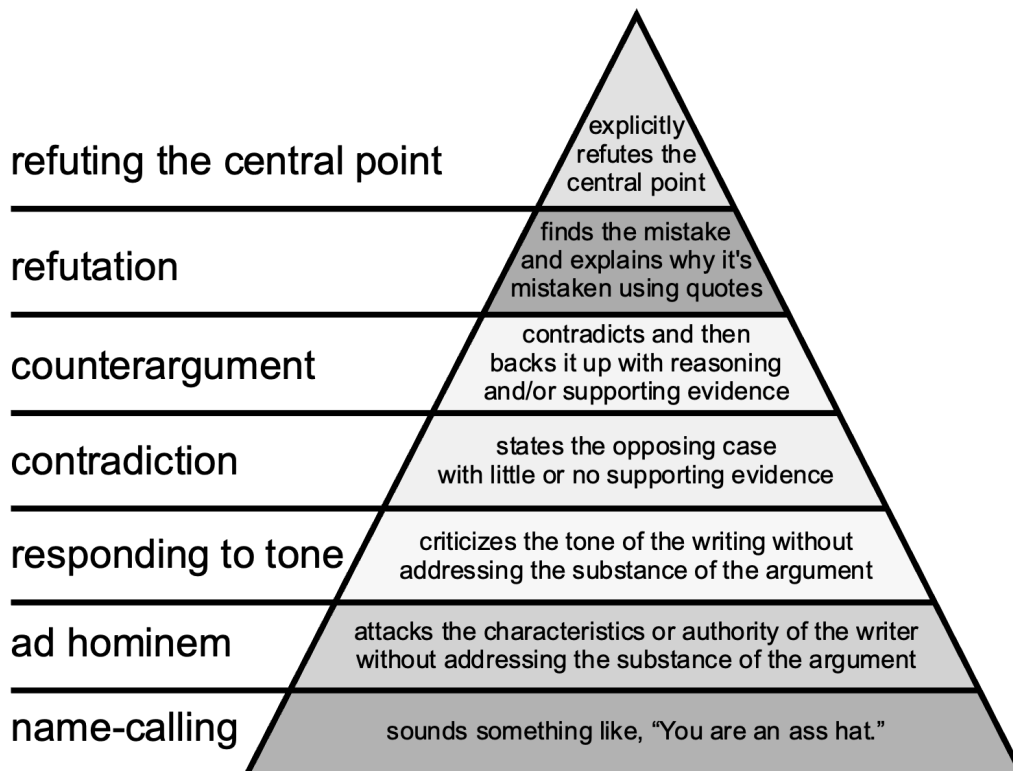 explicitly
refutes the
central point
refuting the central point
finds the mistake
and explains why it's
mistaken using quotes
refutation
contradicts and then
backs it up with reasoning
and/or supporting evidence
counterargument
states the opposing case
with little or no supporting evidence
contradiction
criticizes the tone of the writing without
addressing the substance of the argument
responding to tone
attacks the characteristics or authority of the writer
without addressing the substance of the argument
ad hominem
sounds something like, “You are an ass hat.”
name-calling